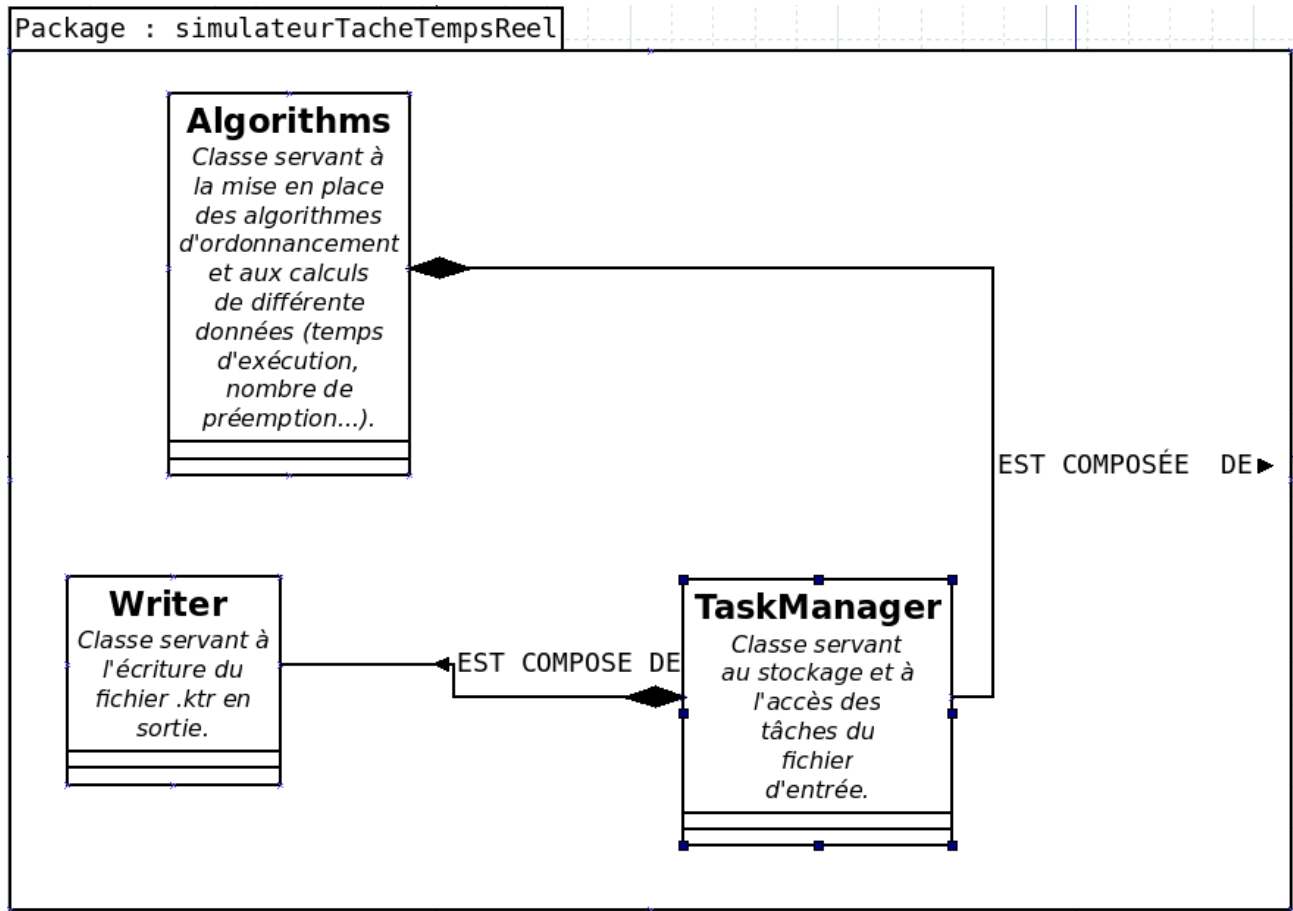 Package : simulateurTacheTempsReel
Algorithms
Classe servant à
la mise en place
des algorithmes
d'ordonnancement
et aux calculs
de différente
données (temps
d'exécution,
nombre de
préemption...).
EST COMPOSÉE  DE
Writer
Classe servant à
l'écriture du
fichier .ktr en
sortie.
EST COMPOSE DE
TaskManager
Classe servant
au stockage et à
l'accès des
tâches du
fichier
d'entrée.